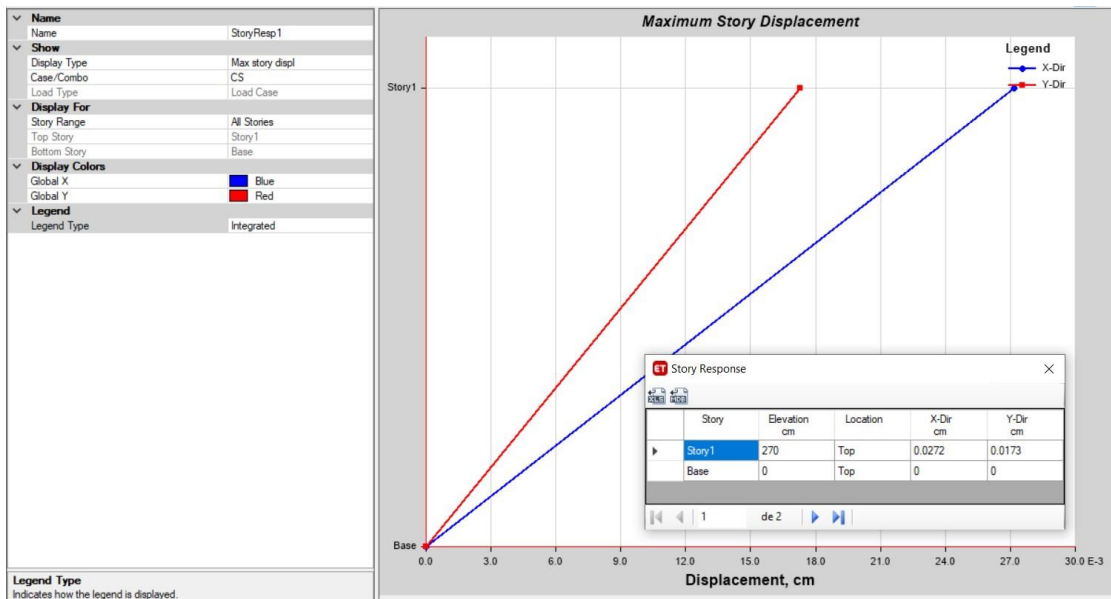 Name
Name StoryResp1
Show
Display Type Max story displ
Case/Combo CS
Load Type Load Case
Display For
Story Range All Stories
Top Story Story1
Bottom Story Base
Display Colors
Global X Blue
Global Y Red
Legend
Legend Type Integrated
Legend Type
Indicates how the legend is displayed.
Maximum Story Displacement
Legend
X-Dir
Y-Dir
Story1
Base
0.0 3.0 6.0 9.0 12.0 15.0 18.0 21.0 24.0 27.0 30.0 E-3
Displacement, cm
ET Story Response
XLS MDB
Story Elevation Location X-Dir Y-Dir
cm cm cm
Story1 270 Top 0.0272 0.0173
Base 0 Top 0 0
1 de 2